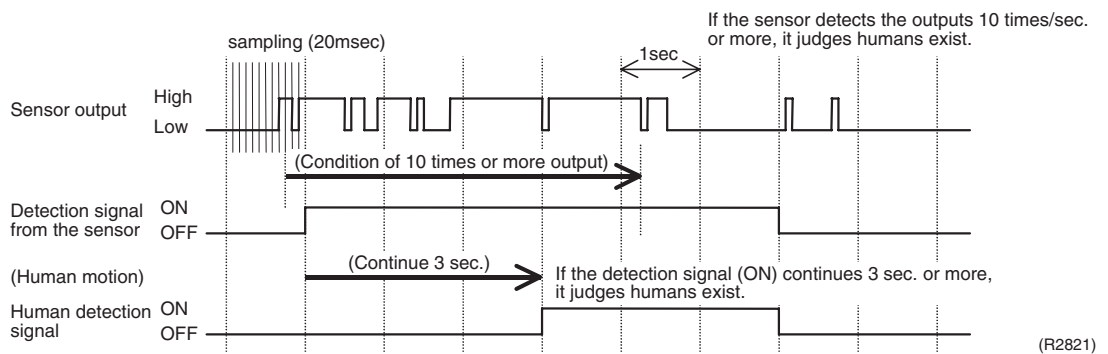 If the sensor detects the outputs 10 times/sec.
or more, it judges humans exist.
sampling (20msec)
1sec
Sensor output
High
Low
(Condition of 10 times or more output)
Detection signal
from the sensor
ON
OFF
(Human motion)
(Continue 3 sec.)
If the detection signal (ON) continues 3 sec. or more,
it judges humans exist.
Human detection
signal
ON
OFF
(R2821)